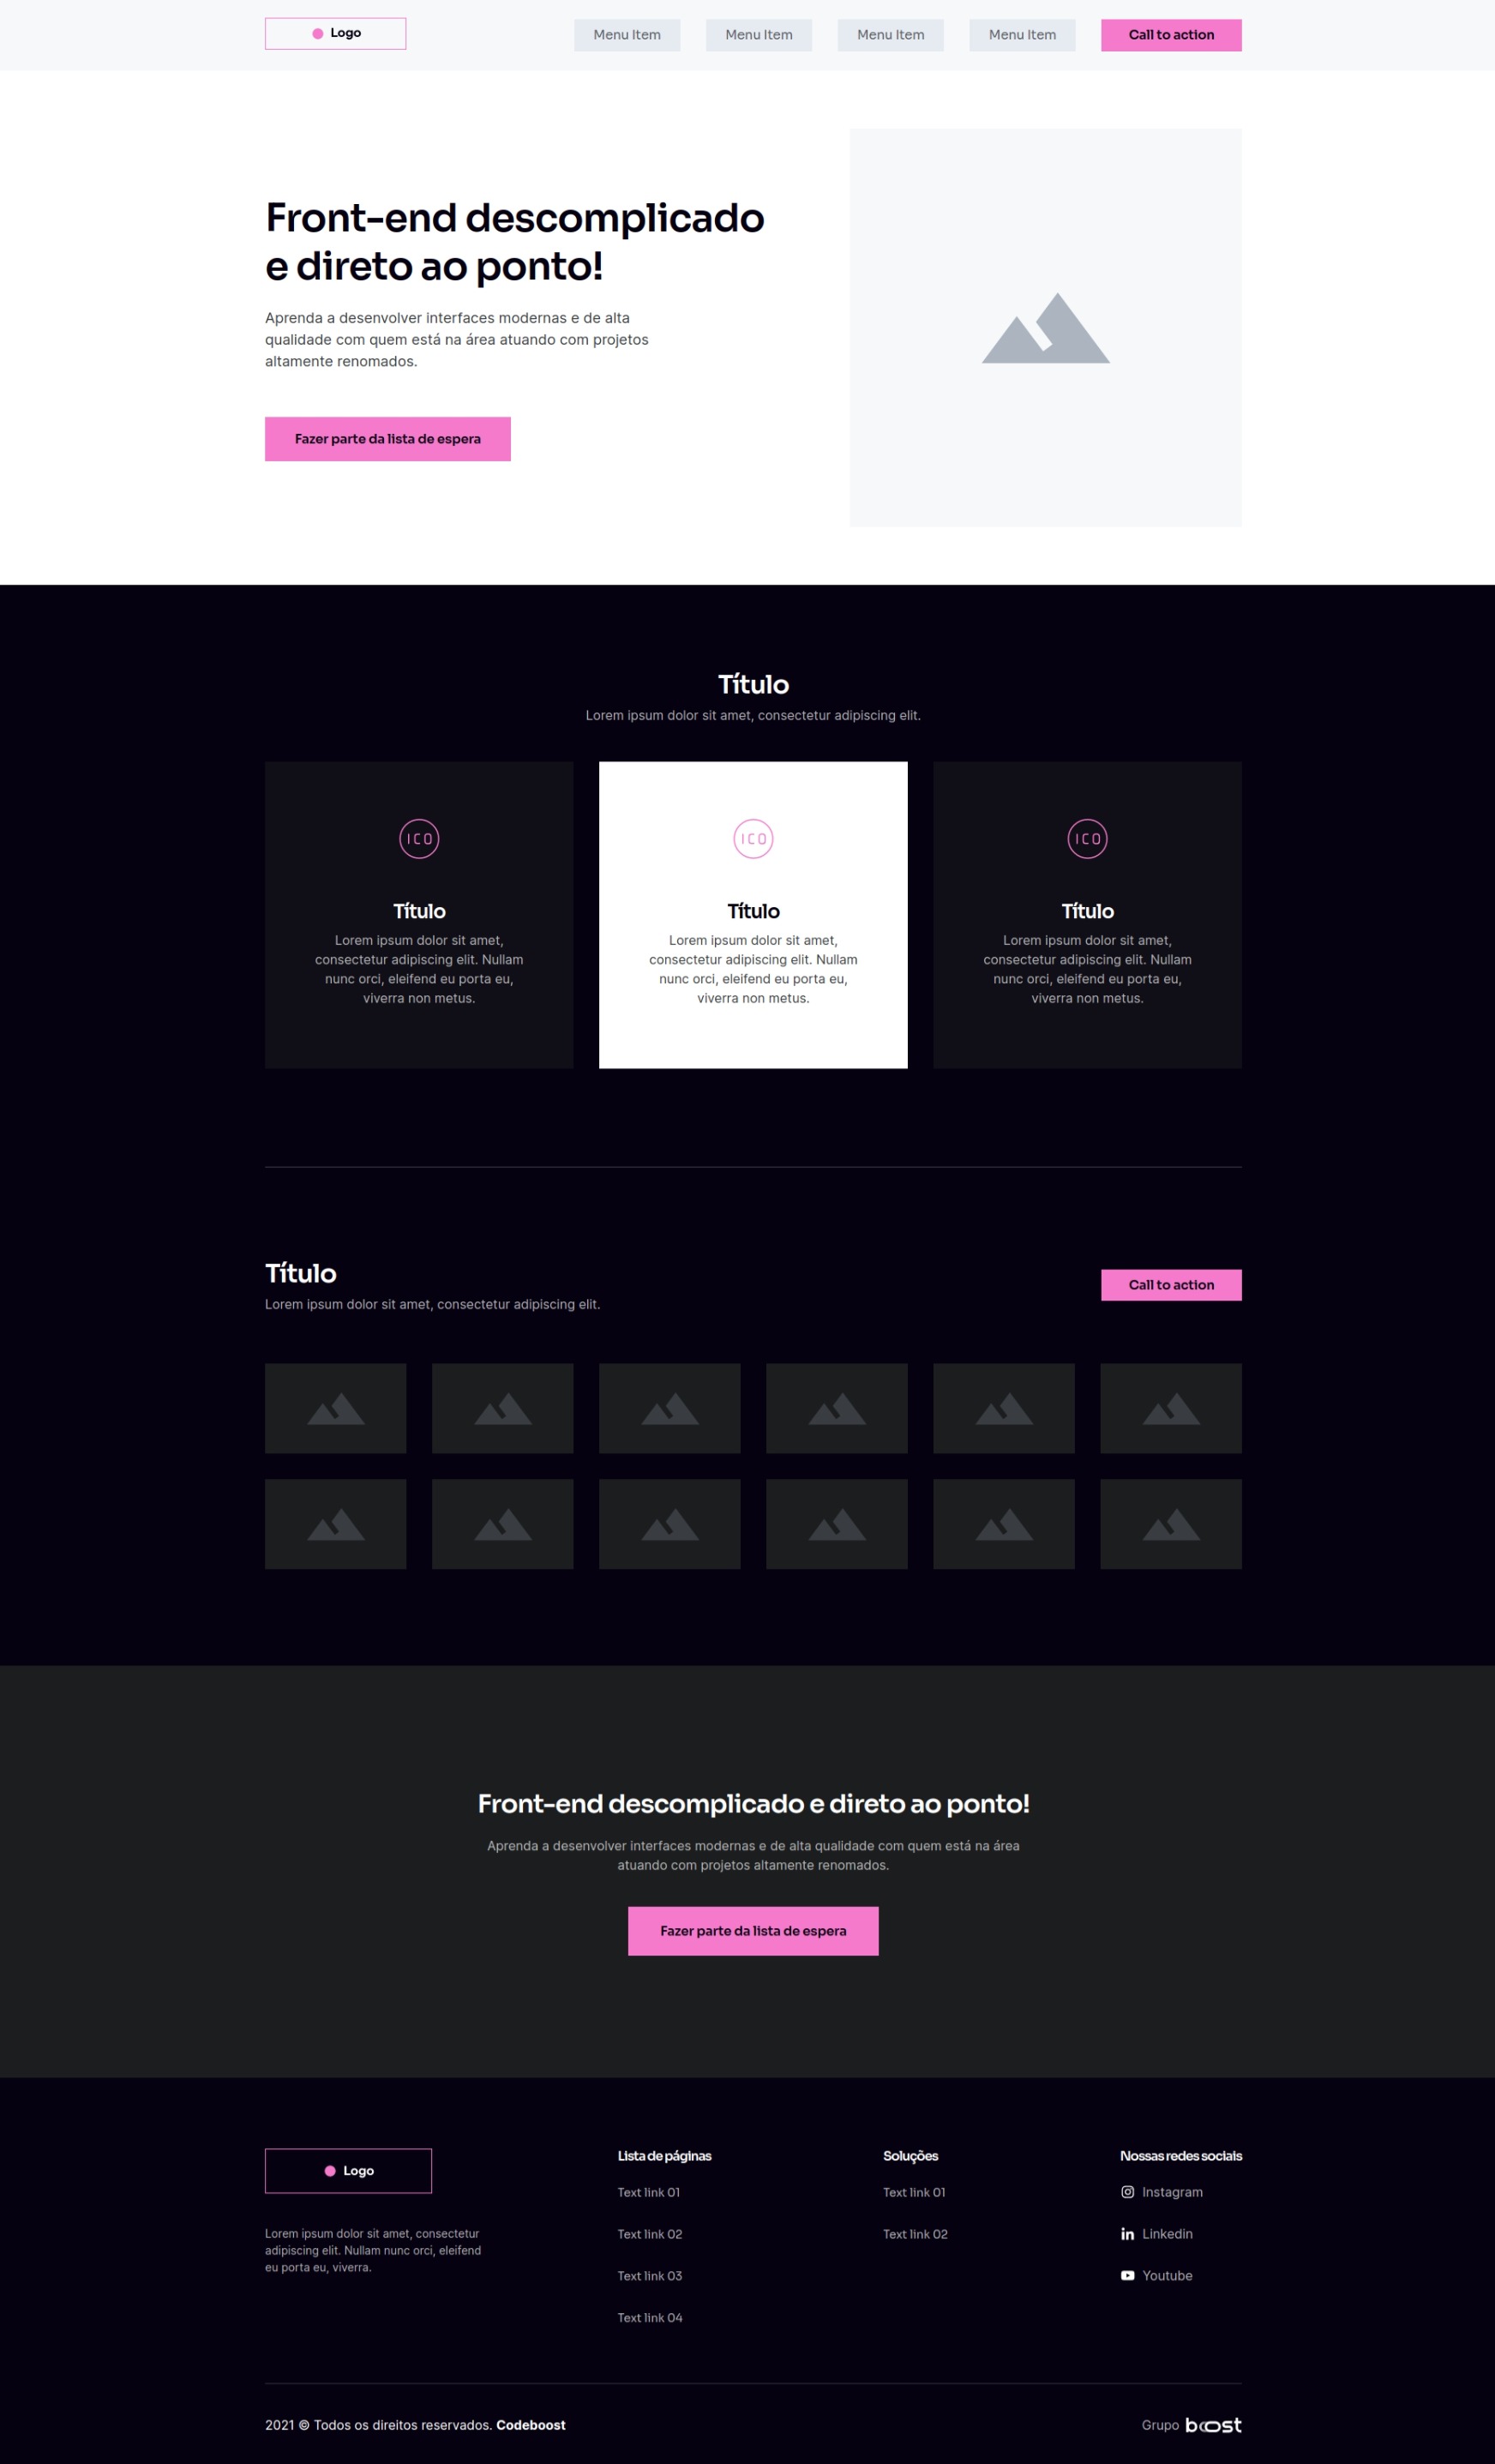 Logo
Menu Item
Menu Item
Menu Item
Menu Item
Call to action
Front-end descomplicado
e direto ao ponto!
Aprenda a desenvolver interfaces modernas e de alta
qualidade com quem está na área atuando com projetos
altamente renomados.
Fazer parte da lista de espera
Título
Lorem ipsum dolor sit amet, consectetur adipiscing elit.
ICO
Título
Lorem ipsum dolor sit amet,
consectetur adipiscing elit. Nullam
nunc orci, eleifend eu porta eu,
viverra non metus.
ICO
Título
Lorem ipsum dolor sit amet,
consectetur adipiscing elit. Nullam
nunc orci, eleifend eu porta eu,
viverra non metus.
ICO
Título
Lorem ipsum dolor sit amet,
consectetur adipiscing elit. Nullam
nunc orci, eleifend eu porta eu,
viverra non metus.
Título
Lorem ipsum dolor sit amet, consectetur adipiscing elit.
Call to action
Front-end descomplicado e direto ao ponto!
Aprenda a desenvolver interfaces modernas e de alta qualidade com quem está na área
atuando com projetos altamente renomados.
Fazer parte da lista de espera
Logo
Lorem ipsum dolor sit amet, consectetur
adipiscing elit. Nullam nunc orci, eleifend
eu porta eu, viverra.
Lista de páginas
Text link 01
Text link 02
Text link 03
Text link 04
Soluções
Text link 01
Text link 02
Nossas redes sociais
Instagram
Linkedin
Youtube
2021 © Todos os direitos reservados. Codeboost
Grupo boost